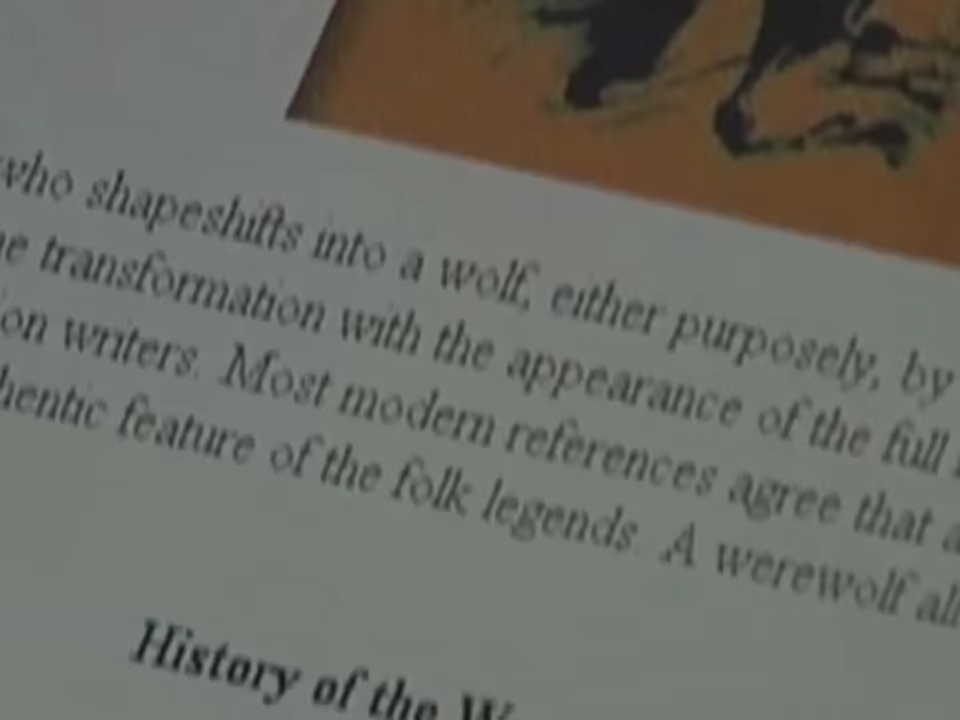 who shapeshifts into a wolf, either purposely, by
transformation with the appearance of the full
on writers. Most modern references agree that a
feature of the folk legends. A werewolf all
History of the W